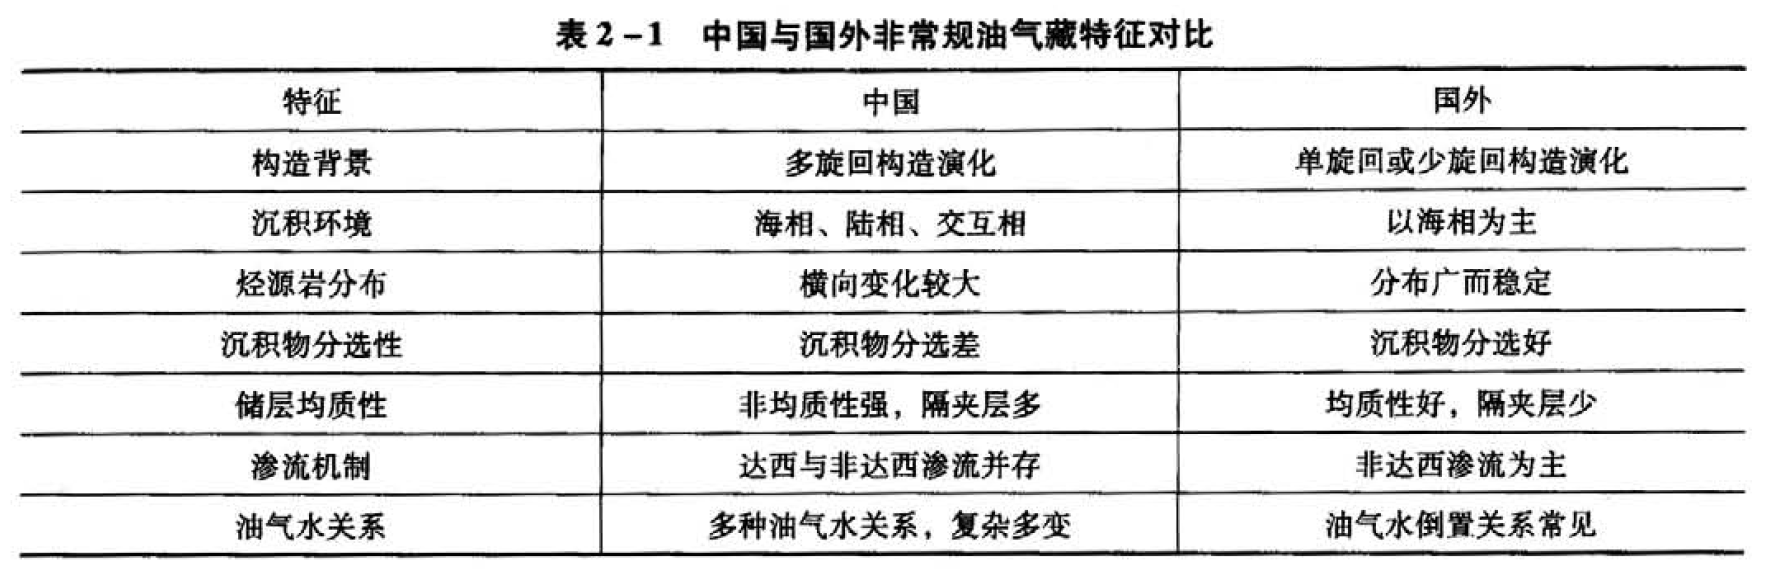 表2-1 中国与国外非常规油气藏特征对比
特征 中国 国外
构造背景 多旋回构造演化 单旋回或少旋回构造演化
沉积环境 海相、陆相、交互相 以海相为主
烃源岩分布 横向变化较大 分布广而稳定
沉积物分选性 沉积物分选差 沉积物分选好
储层均质性 非均质性强，隔夹层多 均质性好，隔夹层少
渗流机制 达西与非达西渗流并存 非达西渗流为主
油气水关系 多种油气水关系，复杂多变 油气水倒置关系常见